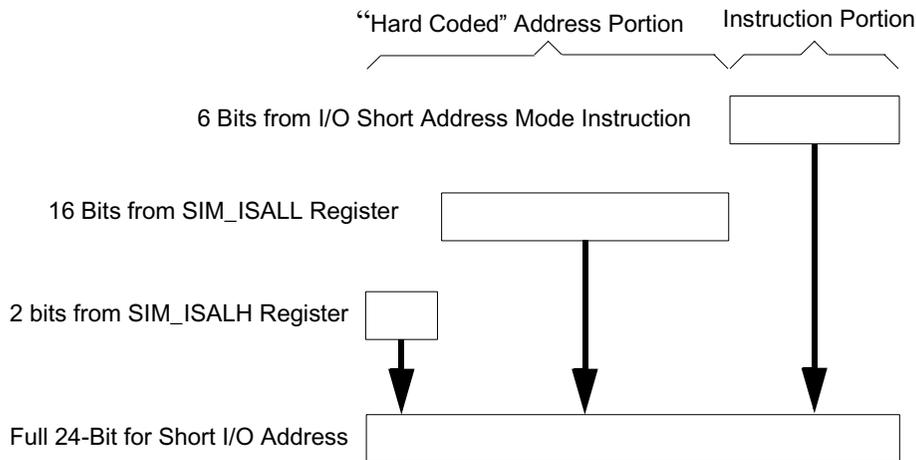 “Hard Coded” Address Portion
Instruction Portion
6 Bits from I/O Short Address Mode Instruction
16 Bits from SIM_ISALL Register
2 bits from SIM_ISALH Register
Full 24-Bit for Short I/O Address